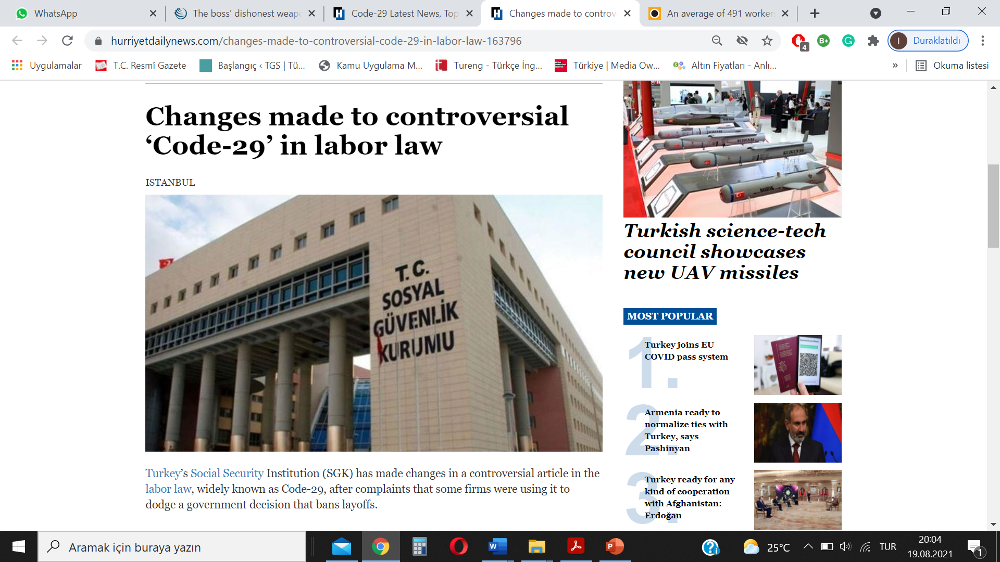 WhatsApp
The boss' dishonest weap
Code-29 Latest News, Top
Changes made to controv
An average of 491 worker
hurriyetdailynews.com/changes-made-to-controversial-code-29-in-labor-law-163796
4
B+
I
Duraklatıldı
Uygulamalar
T.C. Resmî Gazete
Başlangıç ‹ TGS | Tü...
Kamu Uygulama M...
Tureng - Türkçe İng...
Türkiye | Media Ow...
Altın Fiyatları - Anlı...
»
Okuma listesi
Changes made to controversial
‘Code-29’ in labor law
ISTANBUL
T.C.
SOSYAL
GÜVENLİK
KURUMU
Turkey’s Social Security Institution (SGK) has made changes in a controversial article in the
labor law, widely known as Code-29, after complaints that some firms were using it to
dodge a government decision that bans layoffs.
KUZGUN-SS
BOZOK
Turkish science-tech
council showcases
new UAV missiles
MOST POPULAR
1.
Turkey joins EU
COVID pass system
2.
Armenia ready to
normalize ties with
Turkey, says
Pashinyan
3.
Turkey ready for any
kind of cooperation
with Afghanistan:
Erdoğan
Aramak için buraya yazın
25°C
TUR
20:04
19.08.2021
1